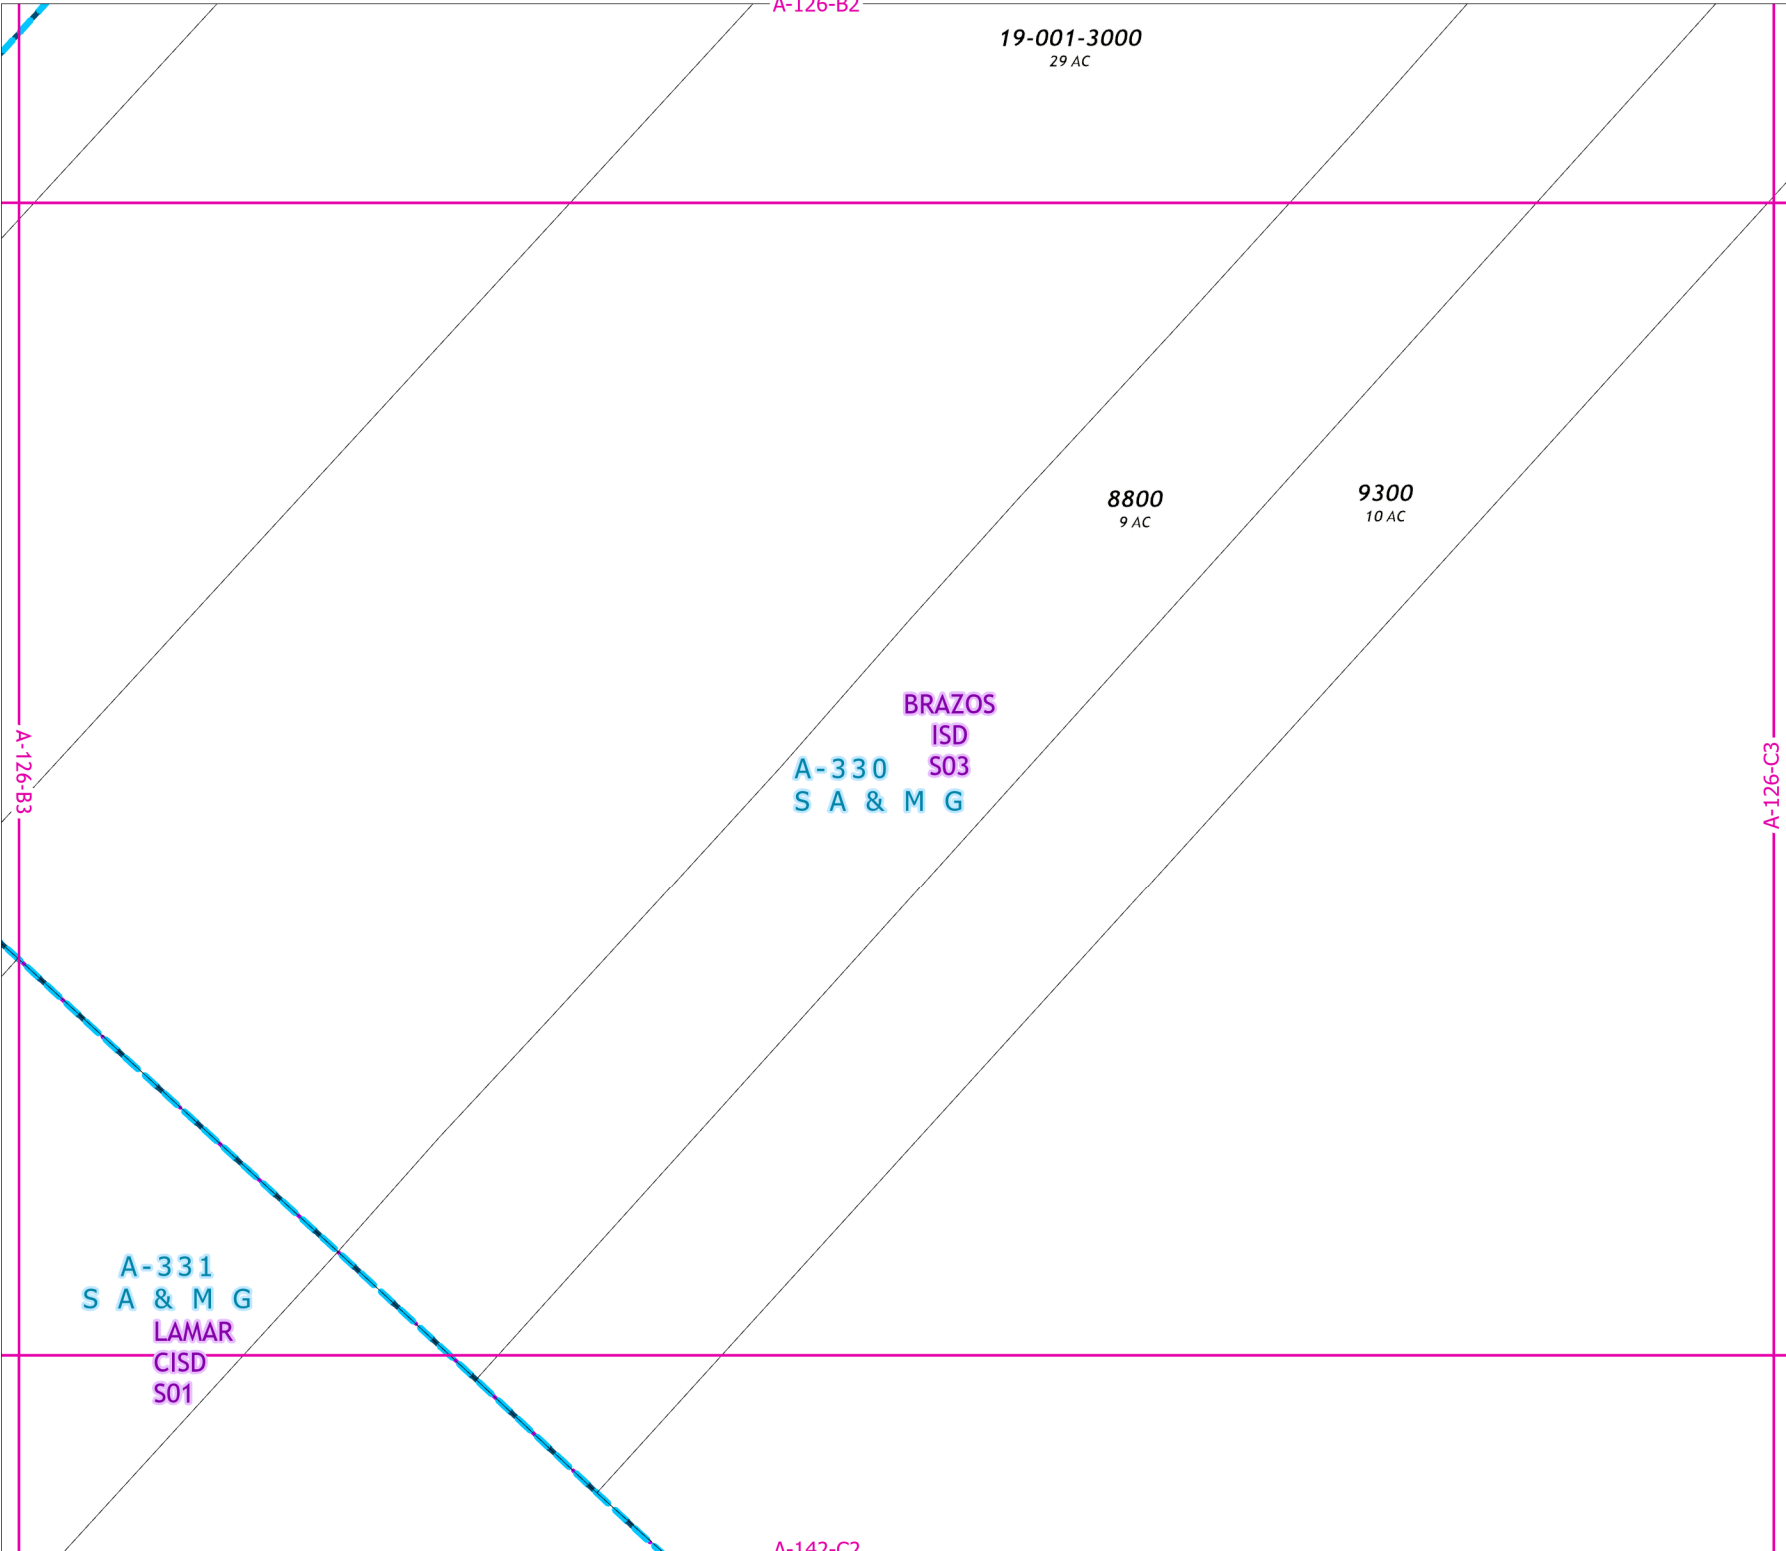 A-126-B2
19-001-3000
29 AC
8800
9 AC
9300
10 AC
BRAZOS
ISD
S03
A-330
S A & M G
A-126-B3
A-126-C3
A-331
S A & M G
LAMAR
CISD
S01
A-142-C2